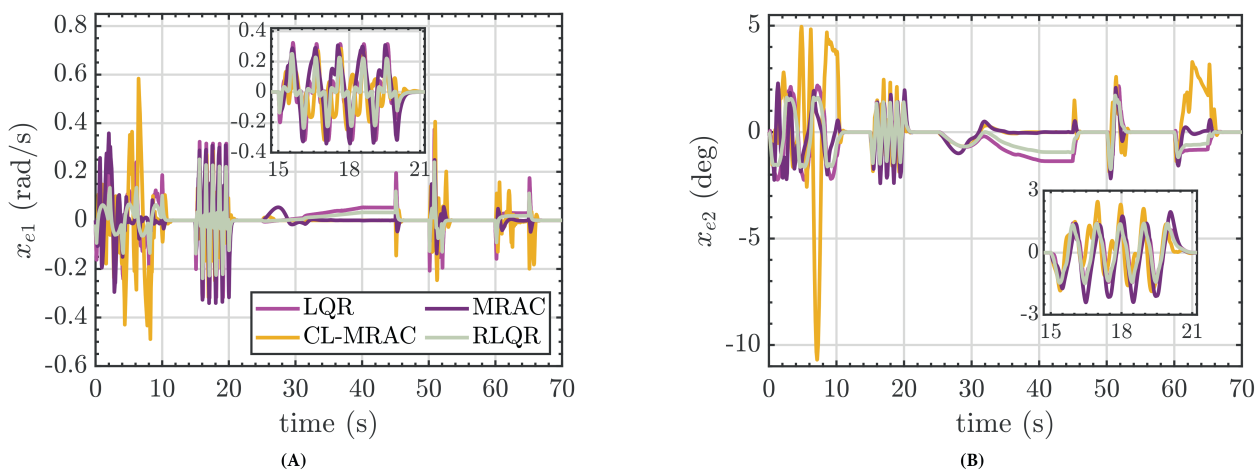 0.8
0.6
0.4
0.2
0
-0.2
-0.4
-0.6
x_{e1} (rad/s)
0 10 20 30 40 50 60 70
time (s)
0.4
0.2
0
-0.2
-0.4
15 18 21
LQR MRAC
CL-MRAC RLQR
(A)
5
0
-5
-10
x_{e2} (deg)
0 10 20 30 40 50 60 70
time (s)
3
0
-3
15 18 21
(B)